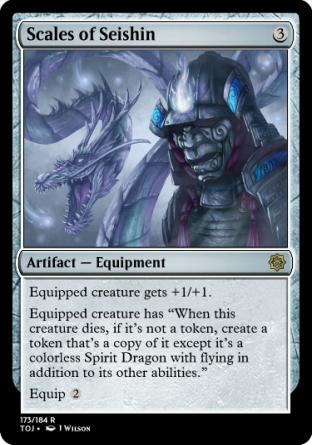 Scales of Seishin 3
Artifact — Equipment
Equipped creature gets +1/+1.
Equipped creature has “When this
creature dies, if it’s not a token, create a
token that’s a copy of it except it’s a
colorless Spirit Dragon with flying in
addition to its other abilities.”
Equip 2
173/184 R
TOJ • J WILSON